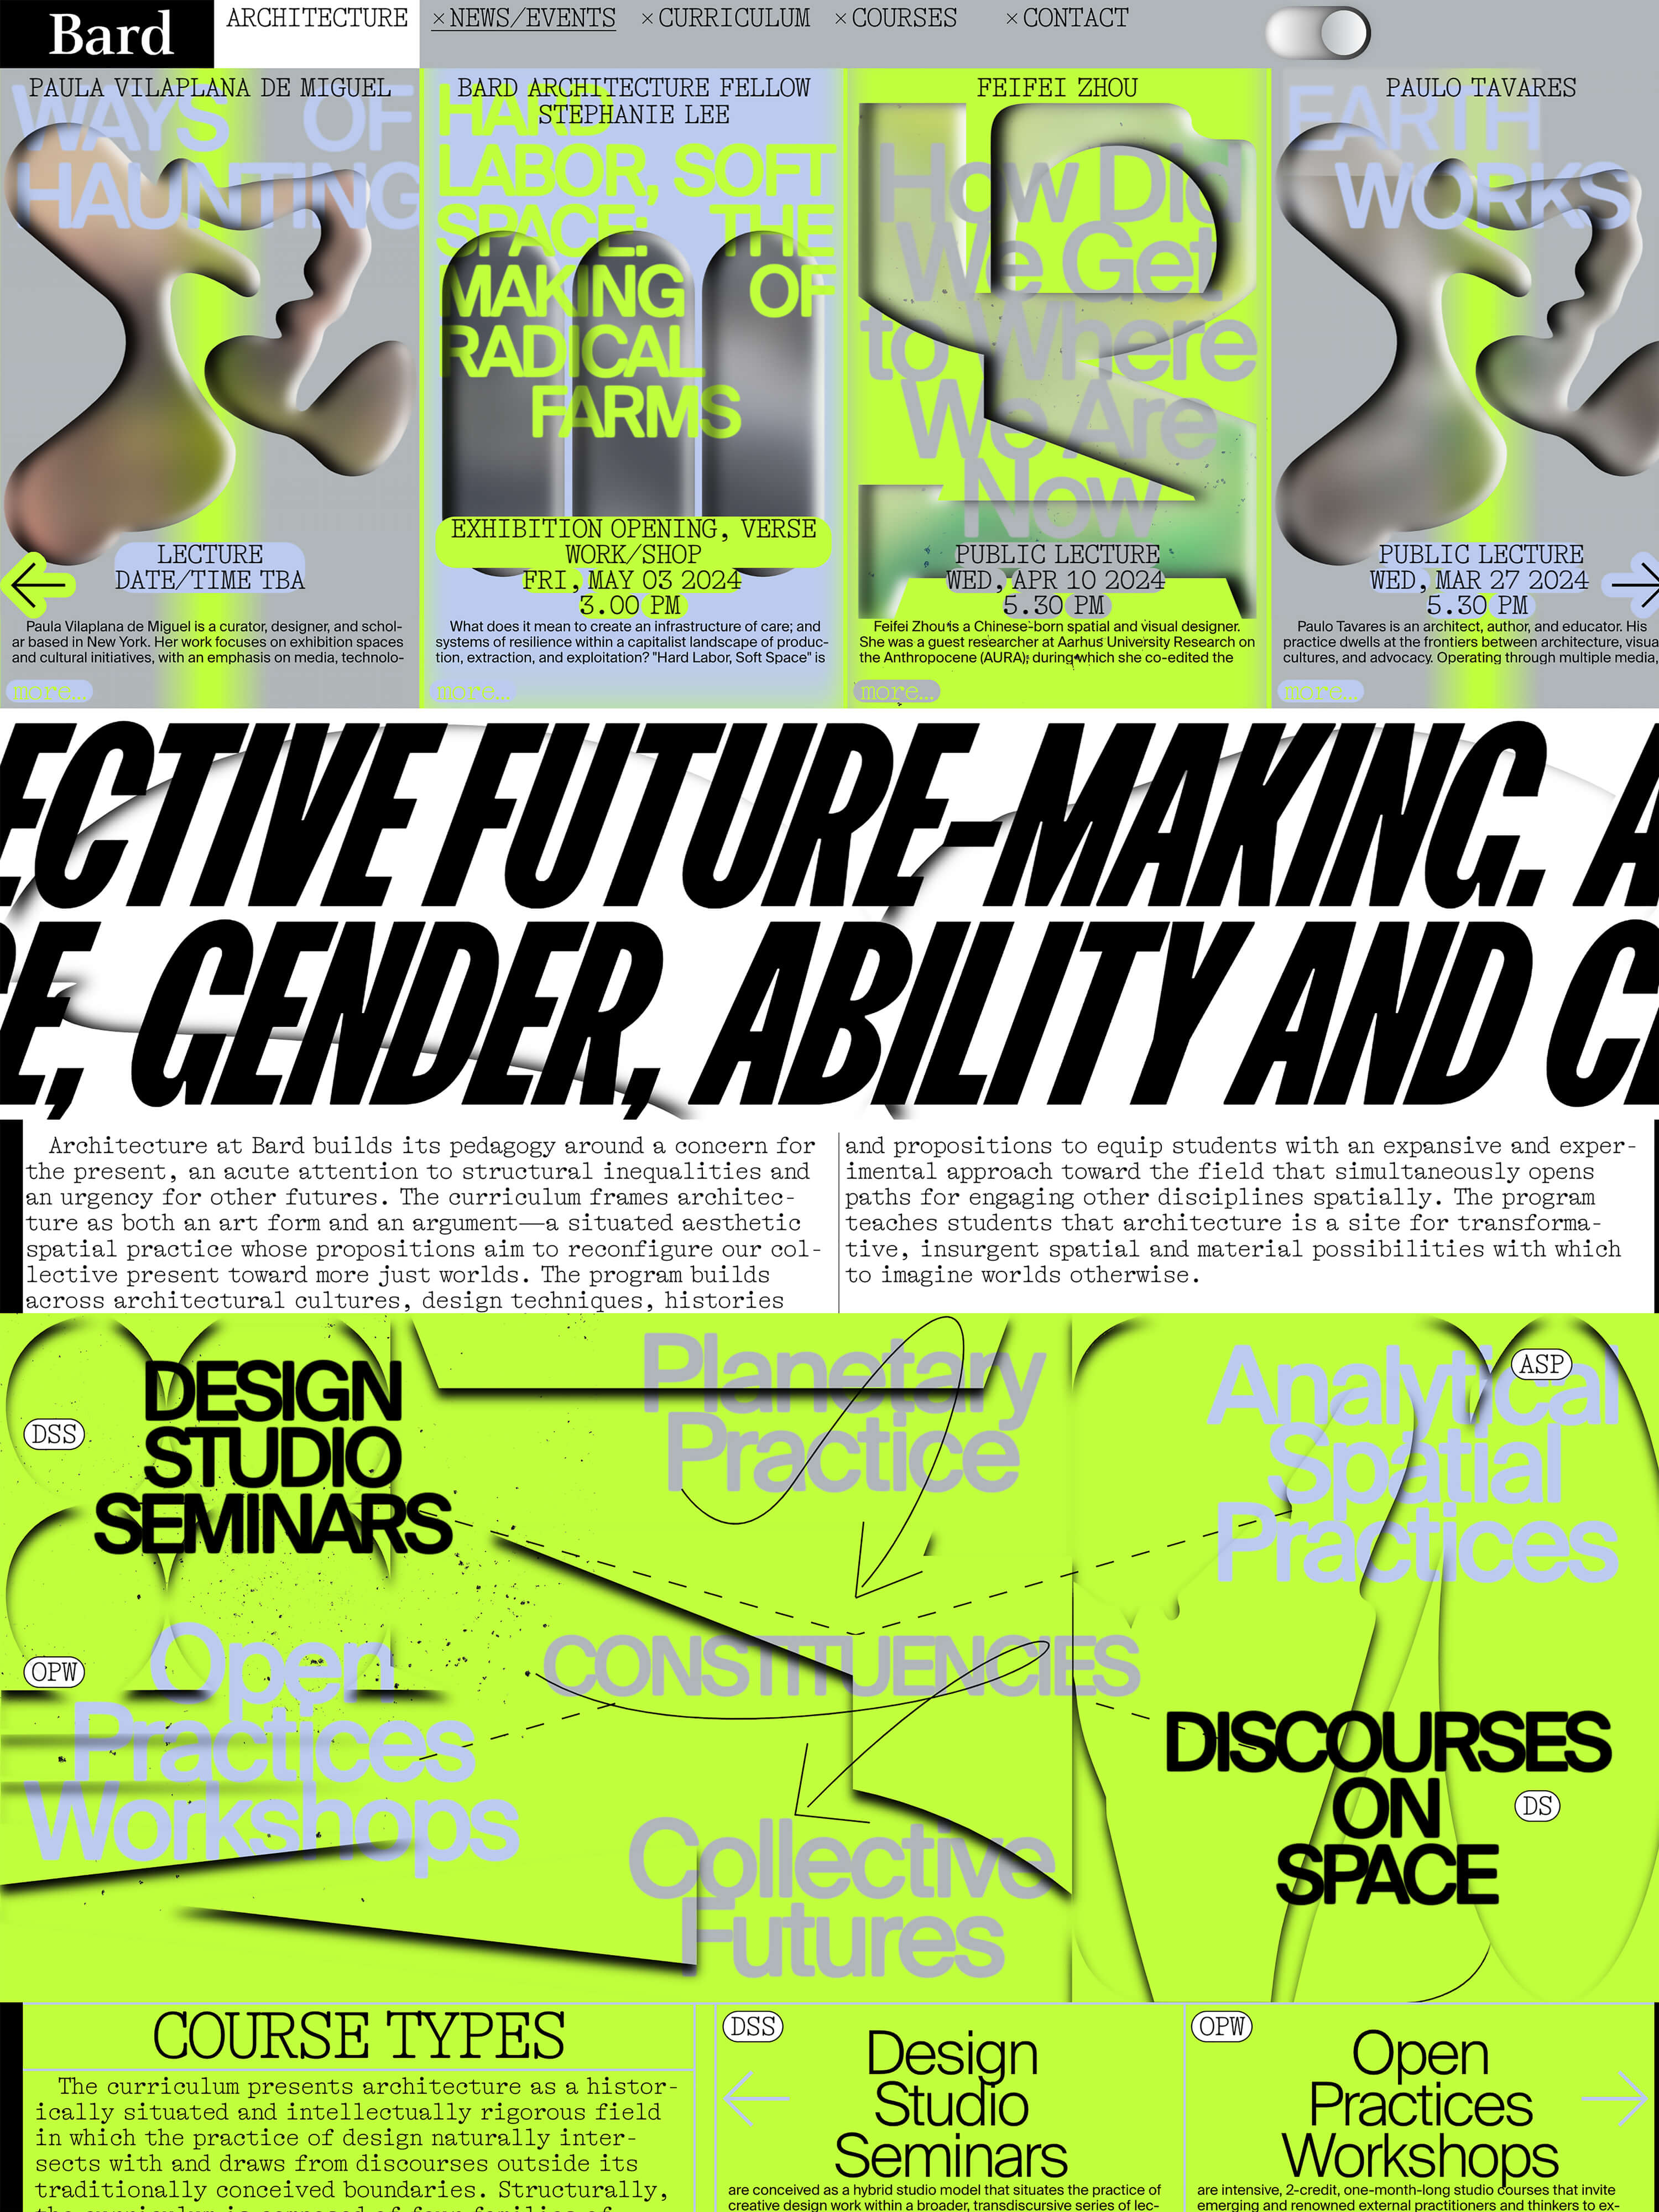 Bard
ARCHITECTURE
×NEWS/EVENTS
×CURRICULUM
×COURSES
×CONTACT
PAULA VILAPLANA DE MIGUEL
WAYS OF
HAUNTING
LECTURE
DATE/TIME TBA
Paula Vilaplana de Miguel is a curator, designer, and schol-
ar based in New York. Her work focuses on exhibition spaces
and cultural initiatives, with an emphasis on media, technolo-
more...
BARD ARCHITECTURE FELLOW
STEPHANIE LEE
HARD
LABOR, SOFT
SPACE: THE
MAKING OF
RADICAL
FARMS
EXHIBITION OPENING, VERSE
WORK/SHOP
FRI, MAY 03 2024
3.00 PM
What does it mean to create an infrastructure of care; and
systems of resilience within a capitalist landscape of produc-
tion, extraction, and exploitation? "Hard Labor, Soft Space" is
more...
FEIFEI ZHOU
How Did
We Get
to Where
We Are
Now
PUBLIC LECTURE
WED, APR 10 2024
5.30 PM
Feifei Zhou is a Chinese-born spatial and visual designer.
She was a guest researcher at Aarhus University Research on
the Anthropocene (AURA), during which she co-edited the
more...
PAULO TAVARES
EARTH
WORKS
PUBLIC LECTURE
WED, MAR 27 2024
5.30 PM
Paulo Tavares is an architect, author, and educator. His
practice dwells at the frontiers between architecture, visua
cultures, and advocacy. Operating through multiple media,
more...
ECTIVE FUTURE-MAKING. A
E, GENDER, ABILITY AND C
Architecture at Bard builds its pedagogy around a concern for
the present, an acute attention to structural inequalities and
an urgency for other futures. The curriculum frames architec-
ture as both an art form and an argument—a situated aesthetic
spatial practice whose propositions aim to reconfigure our col-
lective present toward more just worlds. The program builds
across architectural cultures, design techniques, histories
and propositions to equip students with an expansive and exper-
imental approach toward the field that simultaneously opens
paths for engaging other disciplines spatially. The program
teaches students that architecture is a site for transforma-
tive, insurgent spatial and material possibilities with which
to imagine worlds otherwise.
DSS
DESIGN
STUDIO
SEMINARS
Planetary
Practice
ASP
Analytical
Spatial
Practices
OPW
Open
Practices
Workshops
CONSTITUENCIES
DISCOURSES
ON
SPACE
DS
Collective
Futures
COURSE TYPES
The curriculum presents architecture as a histor-
ically situated and intellectually rigorous field
in which the practice of design naturally inter-
sects with and draws from discourses outside its
traditionally conceived boundaries. Structurally,
the curriculum is composed of four families of
DSS
Design
Studio
Seminars
are conceived as a hybrid studio model that situates the practice of
creative design work within a broader, transdiscursive series of lec-
OPW
Open
Practices
Workshops
are intensive, 2-credit, one-month-long studio courses that invite
emerging and renowned external practitioners and thinkers to ex-